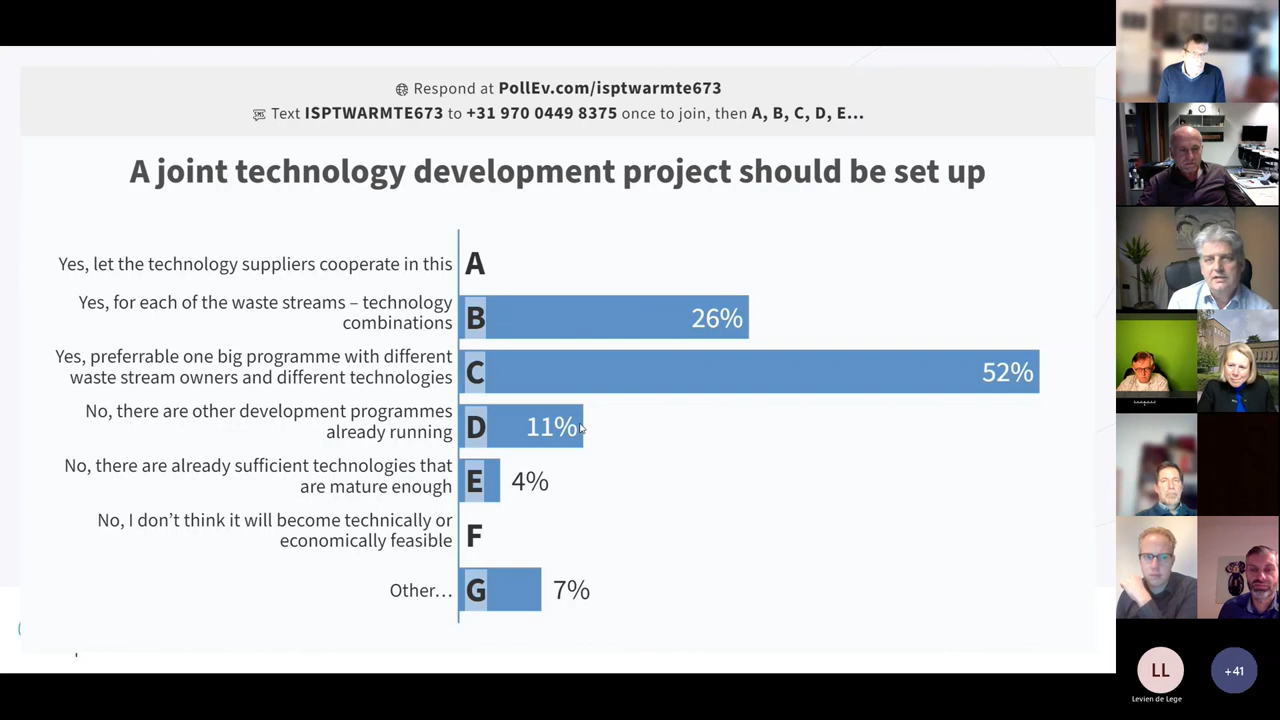 Respond at PollEv.com/isptwarmte673
Text ISPTWARMTE673 to +31 970 0449 8375 once to join, then A, B, C, D, E...
A joint technology development project should be set up
Yes, let the technology suppliers cooperate in this A
Yes, for each of the waste streams – technology
combinations B 26%
Yes, preferrable one big programme with different
waste stream owners and different technologies C 52%
No, there are other development programmes
already running D 11%
No, there are already sufficient technologies that
are mature enough E 4%
No, I don't think it will become technically or
economically feasible F
Other... G 7%
LL
Levien de Lege
+41